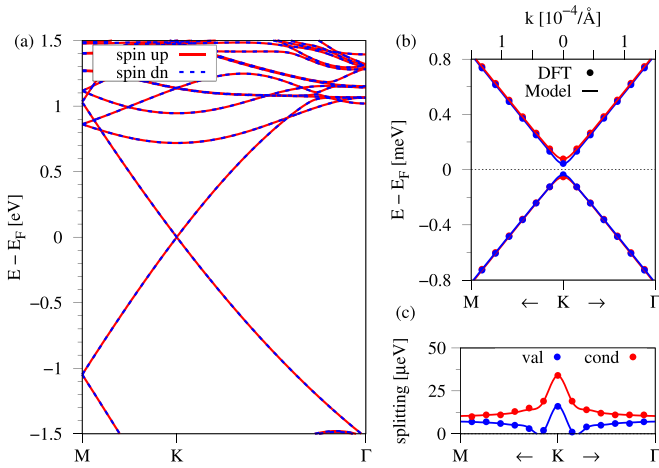 (a)
1.5
1
0.5
0
−0.5
−1
−1.5
E − E_F [eV]
spin up
spin dn
M
K
Γ
(b)
k [10^-4/Å]
1
0
1
0.8
0.4
0
−0.4
−0.8
E − E_F [meV]
DFT
Model
M
←
K
→
Γ
(c)
50
25
0
splitting [μeV]
val
cond
M
←
K
→
Γ